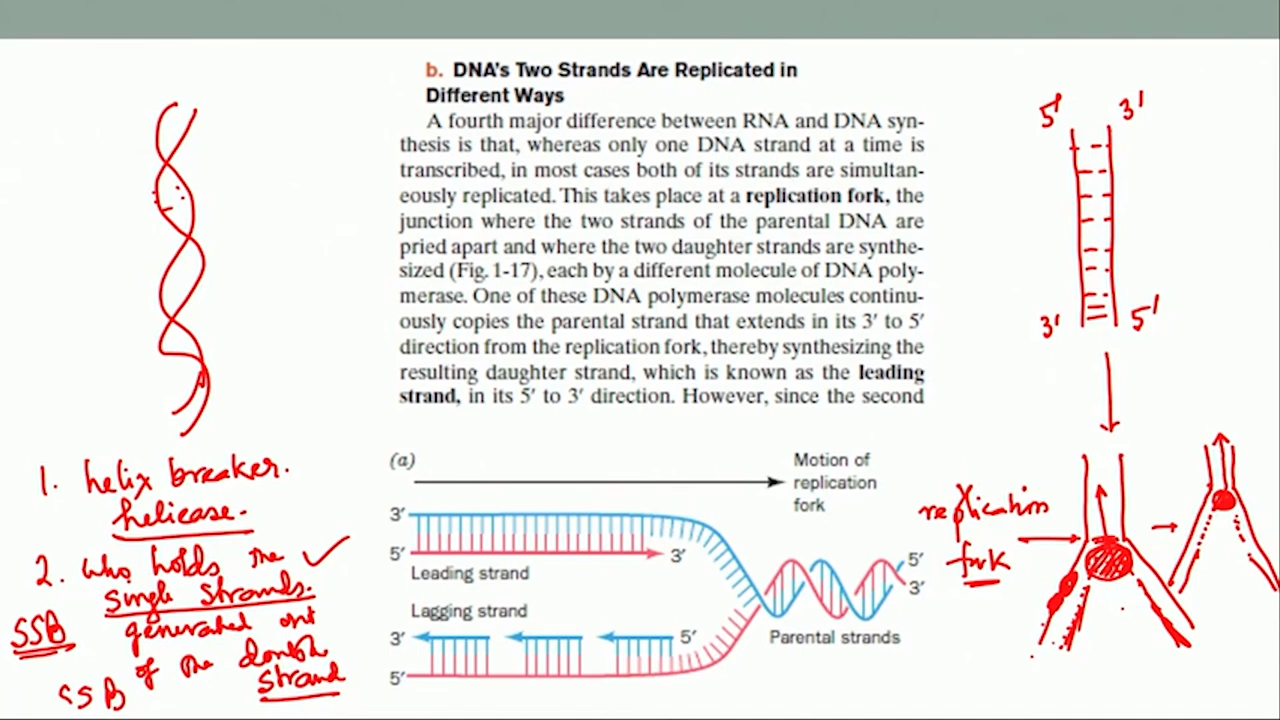 b. DNA's Two Strands Are Replicated in
Different Ways
A fourth major difference between RNA and DNA syn-
thesis is that, whereas only one DNA strand at a time is
transcribed, in most cases both of its strands are simultan-
eously replicated. This takes place at a replication fork, the
junction where the two strands of the parental DNA are
pried apart and where the two daughter strands are synthe-
sized (Fig. 1-17), each by a different molecule of DNA poly-
merase. One of these DNA polymerase molecules continu-
ously copies the parental strand that extends in its 3′ to 5′
direction from the replication fork, thereby synthesizing the
resulting daughter strand, which is known as the leading
strand, in its 5′ to 3′ direction. However, since the second
(a)
Motion of
replication
fork
3′
5′
3′
Leading strand
Lagging strand
3′
5′
5′
5′
3′
Parental strands
1. helix breaker.
helicase.
2. who holds the
single strands.
SSB generated out
of the double
SSB strand
5' 3'
3' 5'
replication
fork